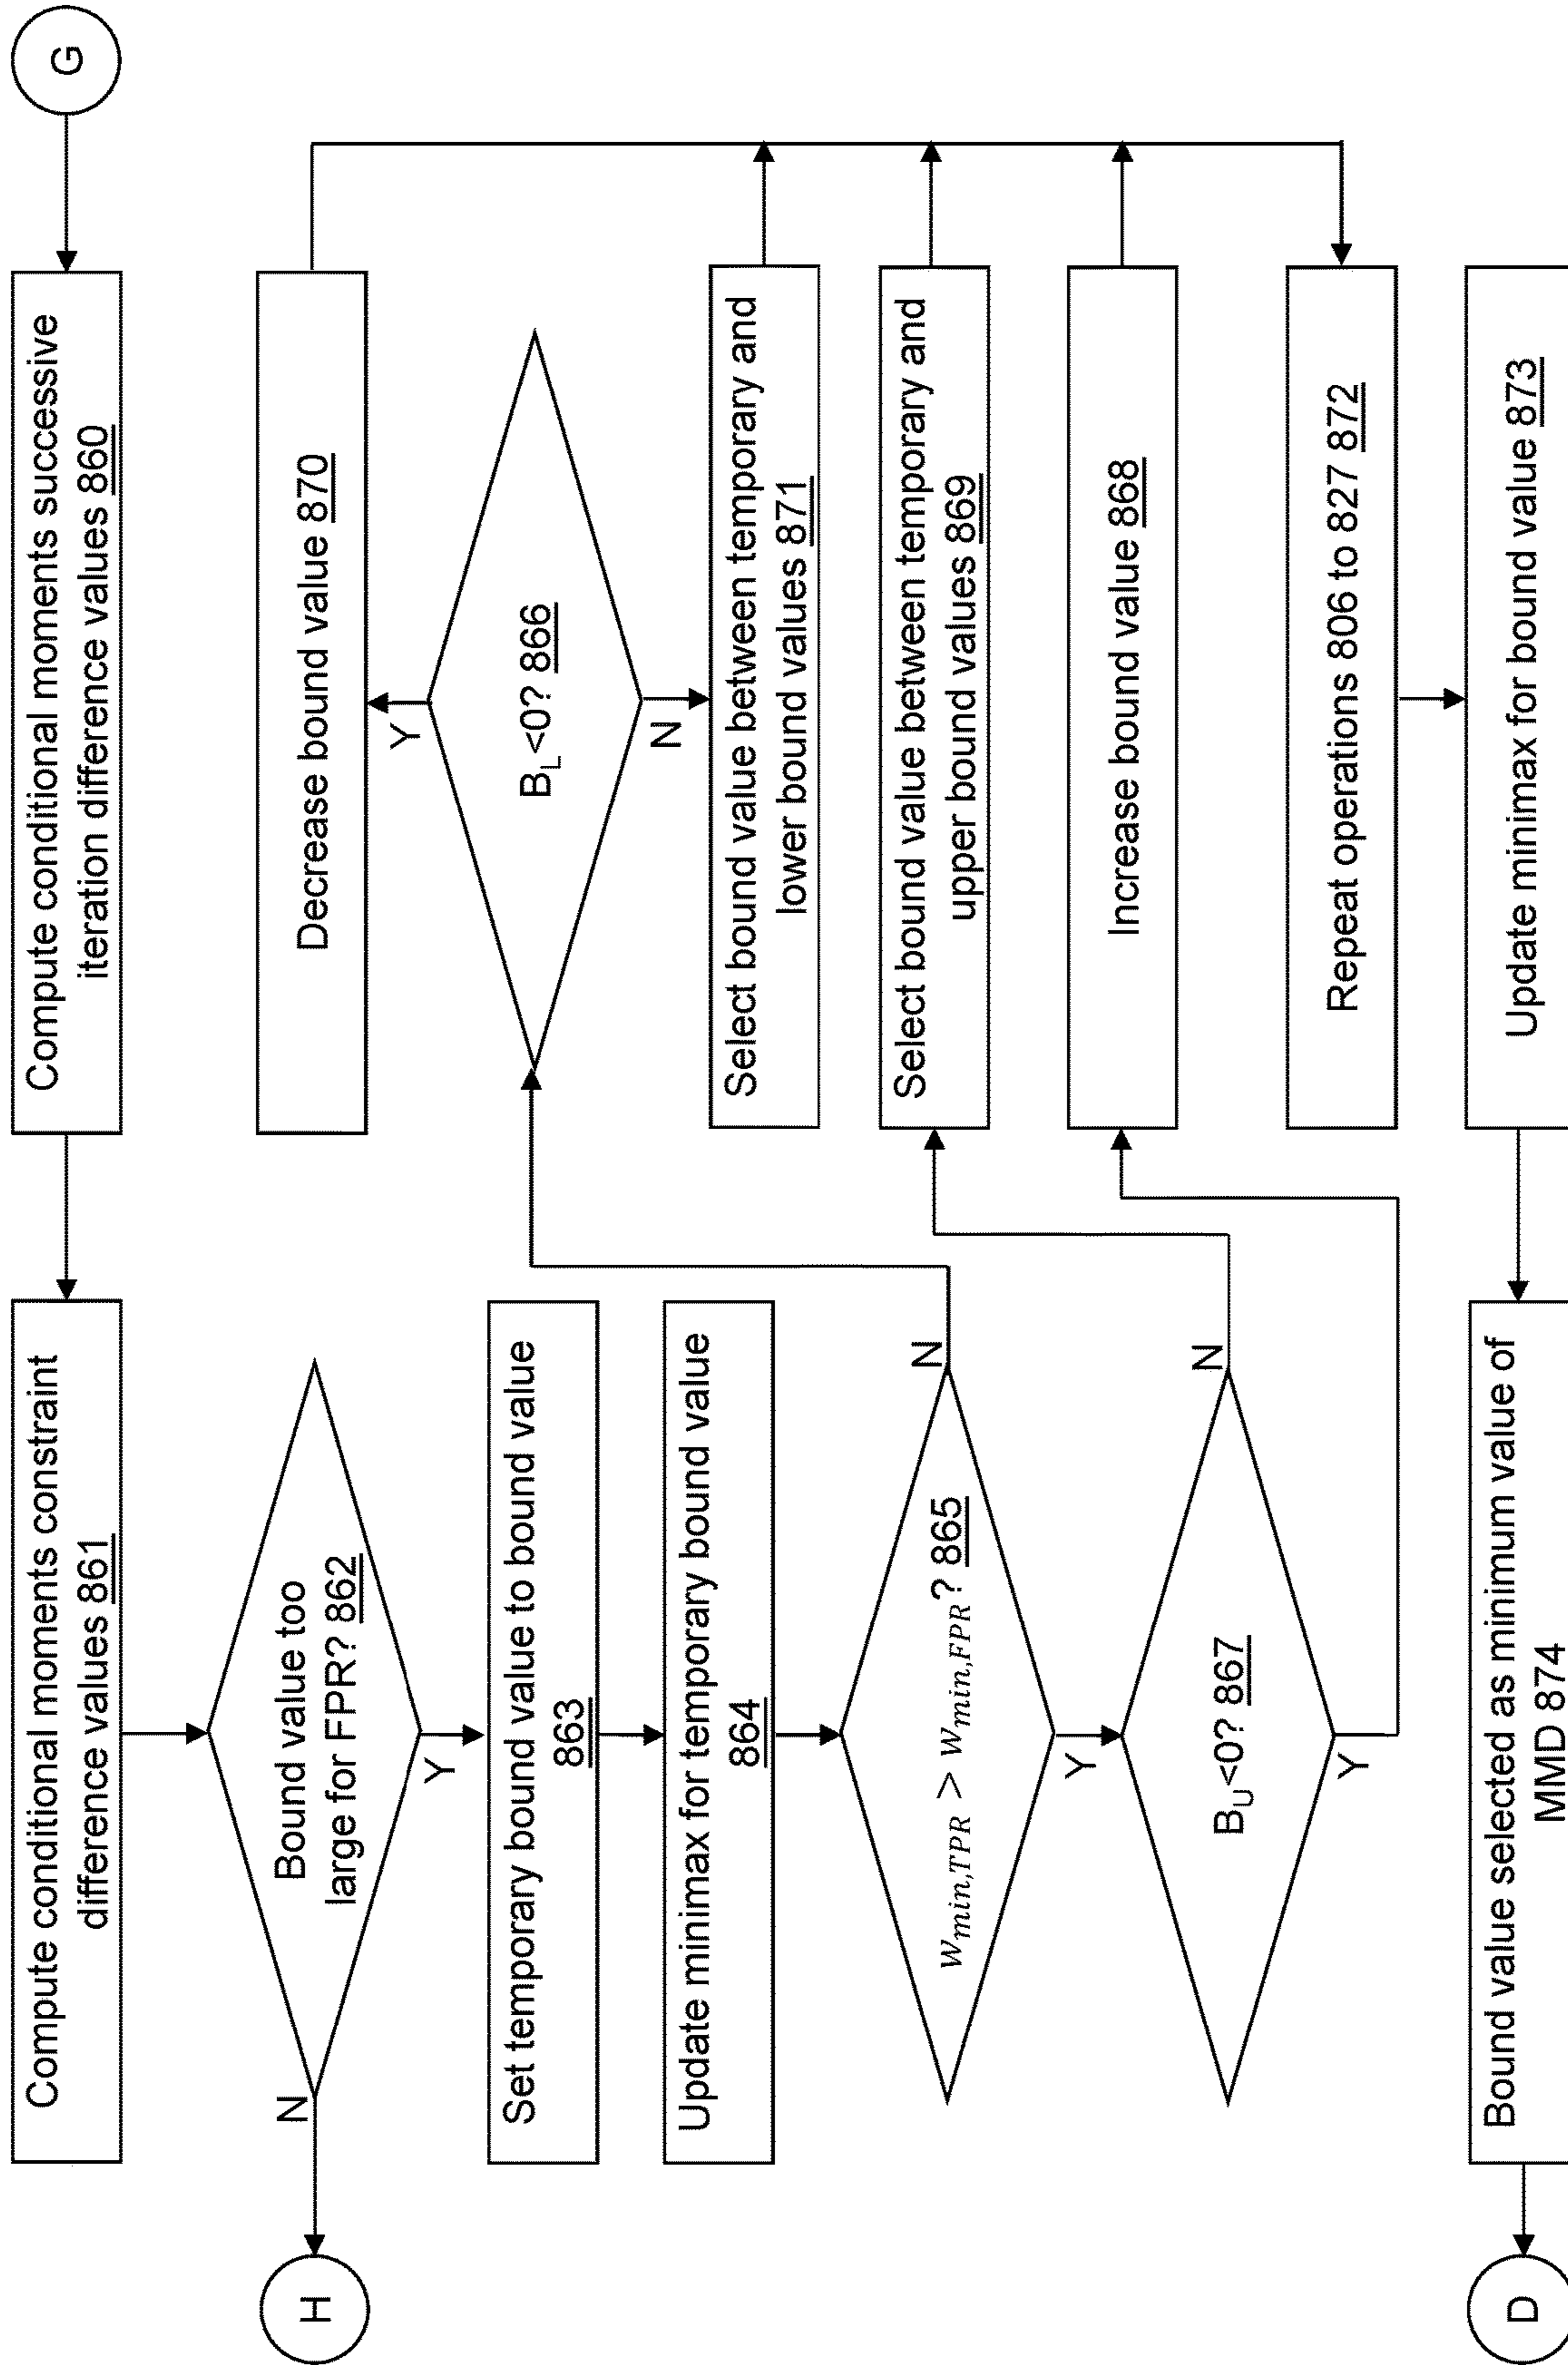 G
Compute conditional moments successive
iteration difference values 860
Compute conditional moments constraint
difference values 861
Bound value too
large for FPR? 862
N
H
Y
Set temporary bound value to bound value
863
Update minimax for temporary bound value
864
w_min,TPR > w_min,FPR? 865
N
Y
B_L<0? 866
Y
Decrease bound value 870
N
Select bound value between temporary and
lower bound values 871
B_U<0? 867
N
Select bound value between temporary and
upper bound values 869
Y
Increase bound value 868
Repeat operations 806 to 827 872
Update minimax for bound value 873
Bound value selected as minimum value of
MMD 874
D